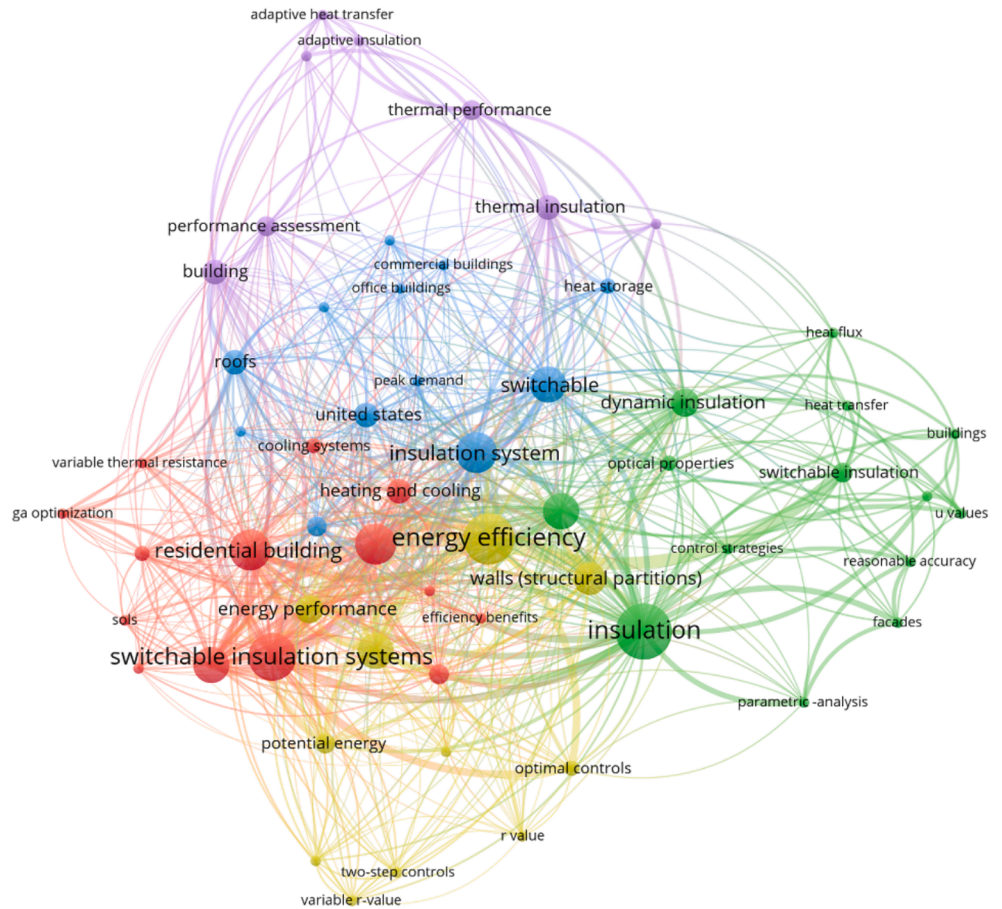 adaptive heat transfer
adaptive insulation
thermal performance
thermal insulation
performance assessment
commercial buildings
building
heat storage
office buildings
heat flux
roofs
peak demand
switchable
dynamic insulation
heat transfer
united states
buildings
cooling systems
insulation system
variable thermal resistance
optical properties
switchable insulation
heating and cooling
ga optimization
u values
energy efficiency
residential building
control strategies
reasonable accuracy
walls (structural partitions)
energy performance
efficiency benefits
sols
facades
insulation
switchable insulation systems
parametric -analysis
potential energy
optimal controls
r value
two-step controls
variable r-value